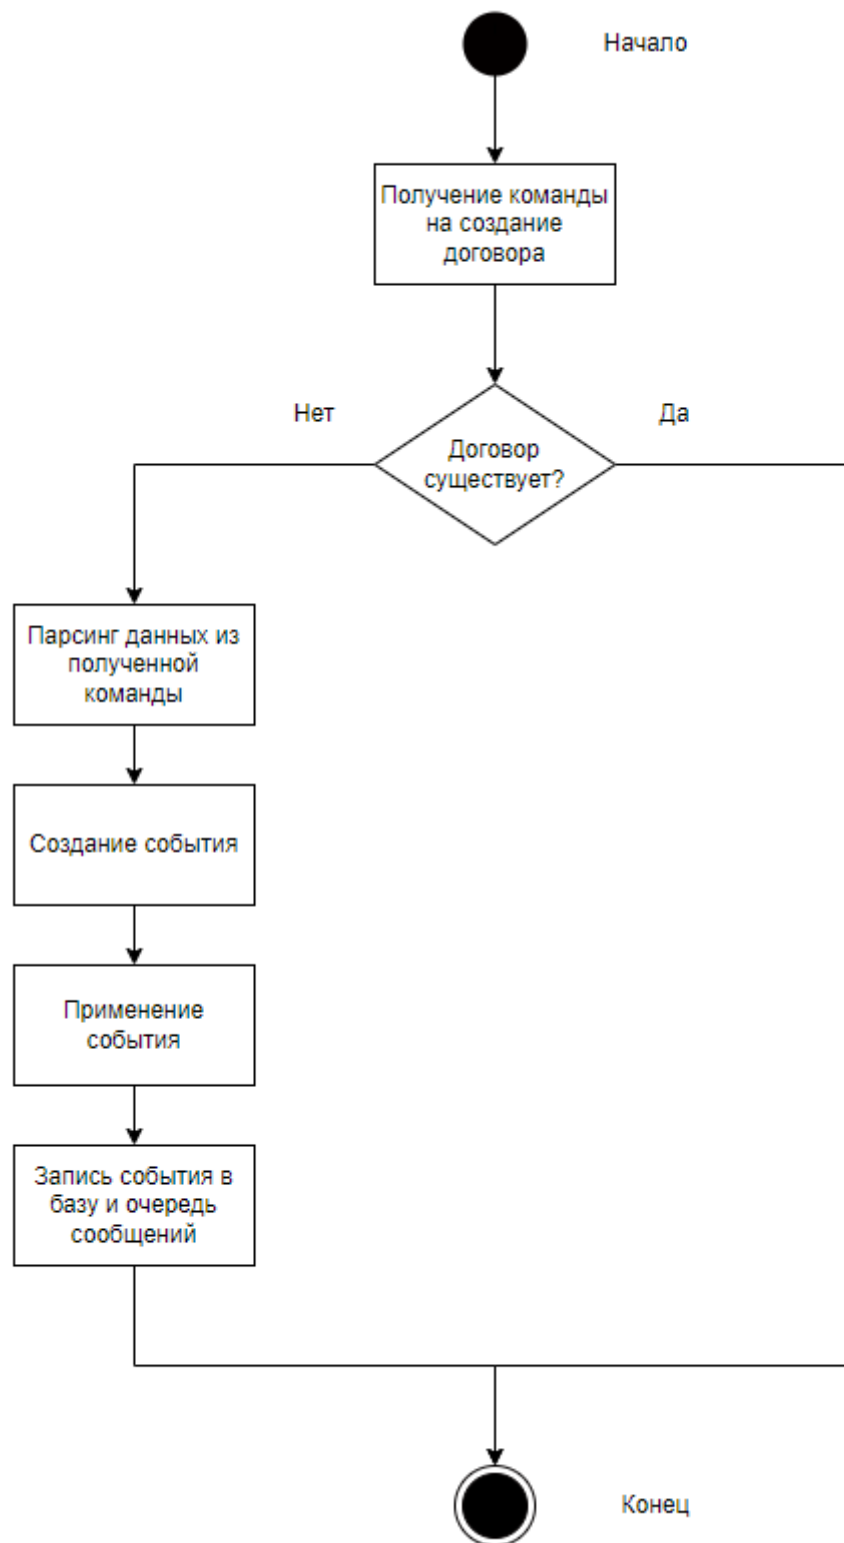 Начало
Получение команды
на создание
договора
Нет
Да
Договор
существует?
Парсинг данных из
полученной
команды
Создание события
Применение
события
Запись события в
базу и очередь
сообщений
Конец